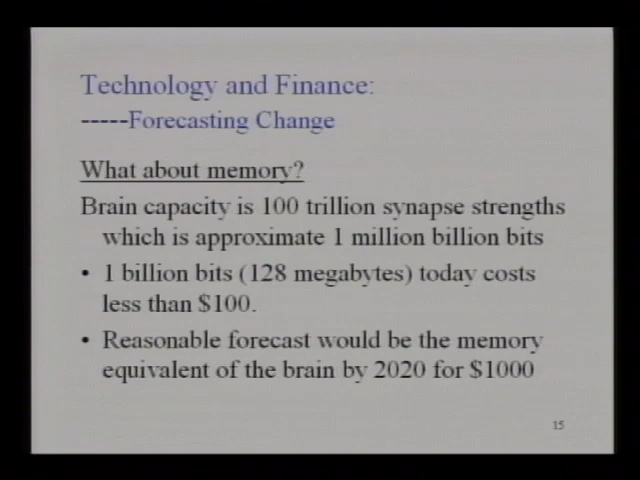 Technology and Finance:
-----Forecasting Change
What about memory?
Brain capacity is 100 trillion synapse strengths
which is approximate 1 million billion bits
• 1 billion bits (128 megabytes) today costs
less than $100.
• Reasonable forecast would be the memory
equivalent of the brain by 2020 for $1000
15